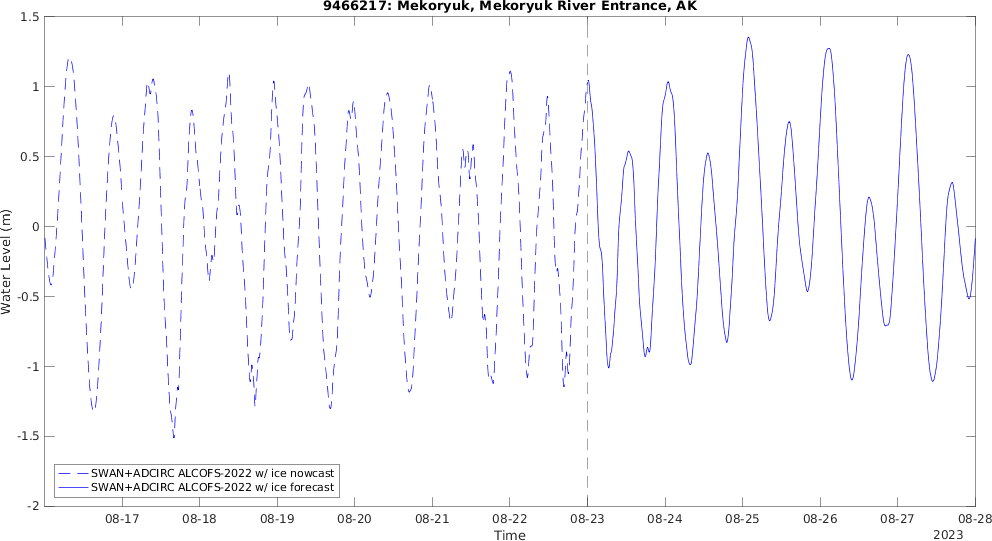 9466217: Mekoryuk, Mekoryuk River Entrance, AK
Water Level (m)
1.5
1
0.5
0
-0.5
-1
-1.5
-2
SWAN+ADCIRC ALCOFS-2022 w/ ice nowcast
SWAN+ADCIRC ALCOFS-2022 w/ ice forecast
08-17 08-18 08-19 08-20 08-21 08-22 08-23 08-24 08-25 08-26 08-27 08-28
Time
2023